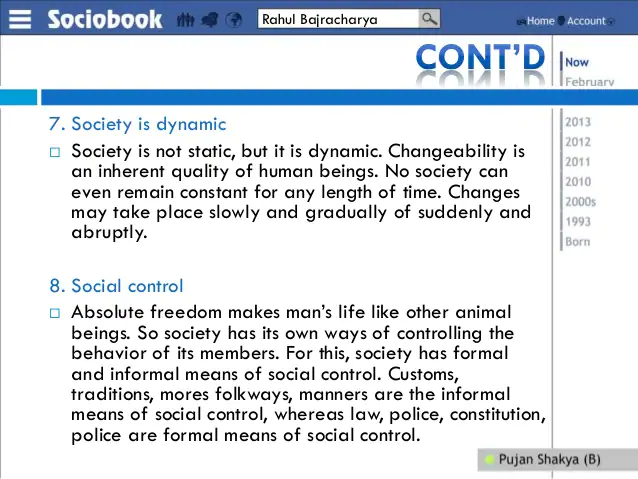 Sociobook
Rahul Bajracharya
Home
Account
CONT'D
Now
February
2013
2012
2011
2010
2000s
1993
Born
7. Society is dynamic
Society is not static, but it is dynamic. Changeability is
an inherent quality of human beings. No society can
even remain constant for any length of time. Changes
may take place slowly and gradually of suddenly and
abruptly.
8. Social control
Absolute freedom makes man's life like other animal
beings. So society has its own ways of controlling the
behavior of its members. For this, society has formal
and informal means of social control. Customs,
traditions, mores folkways, manners are the informal
means of social control, whereas law, police, constitution,
police are formal means of social control.
Pujan Shakya (B)